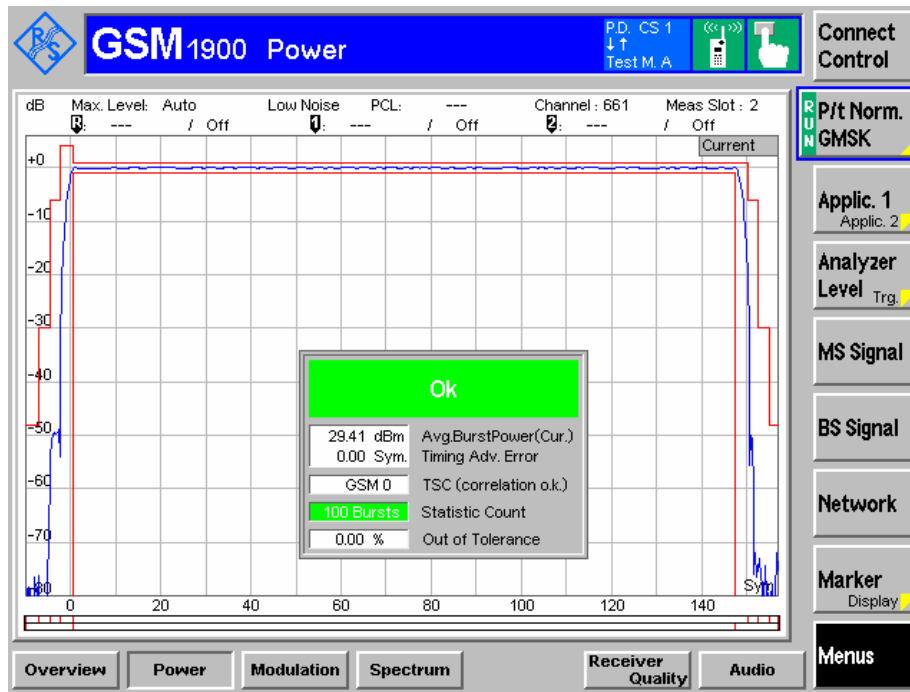 R&S
GSM 1900 Power
P.D. CS 1
Test M. A
Connect Control
dB Max. Level: Auto Low Noise PCL: --- Channel : 661 Meas Slot : 2
R: --- / Off 1: --- / Off 2: --- / Off
Current
+0
-10
-20
-30
-40
-50
-60
-70
-80
Ok
29.41 dBm Avg.BurstPower(Cur.)
0.00 Sym. Timing Adv. Error
GSM 0 TSC (correlation o.k.)
100 Bursts Statistic Count
0.00 % Out of Tolerance
Sym
0 20 40 60 80 100 120 140
RUN
P/t Norm.
GMSK
Applic. 1
Applic. 2
Analyzer
Level Trg.
MS Signal
BS Signal
Network
Marker
Display
Menus
Overview Power Modulation Spectrum Receiver Quality Audio